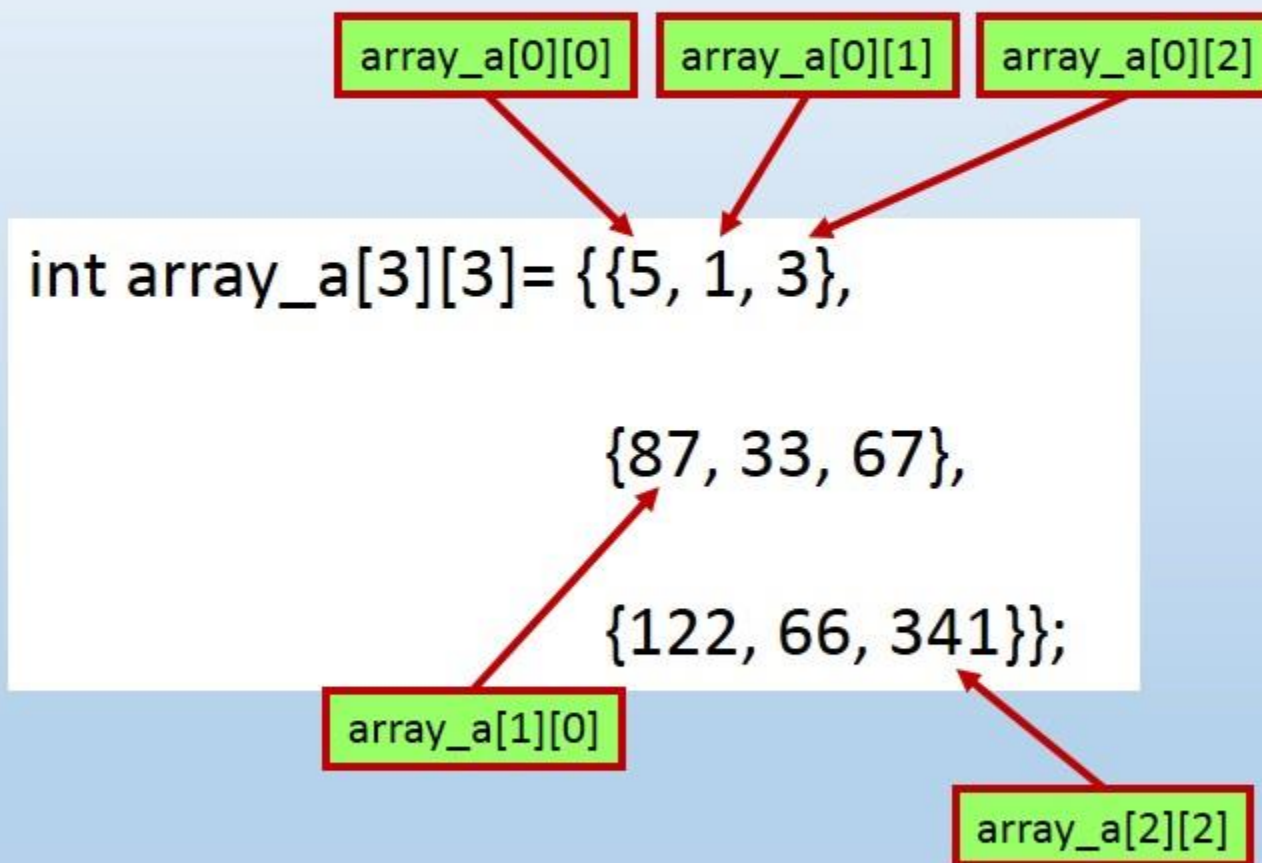 array_a[0][0] array_a[0][1] array_a[0][2]
int array_a[3][3]= {{5, 1, 3},
{87, 33, 67},
{122, 66, 341}};
array_a[1][0]
array_a[2][2]